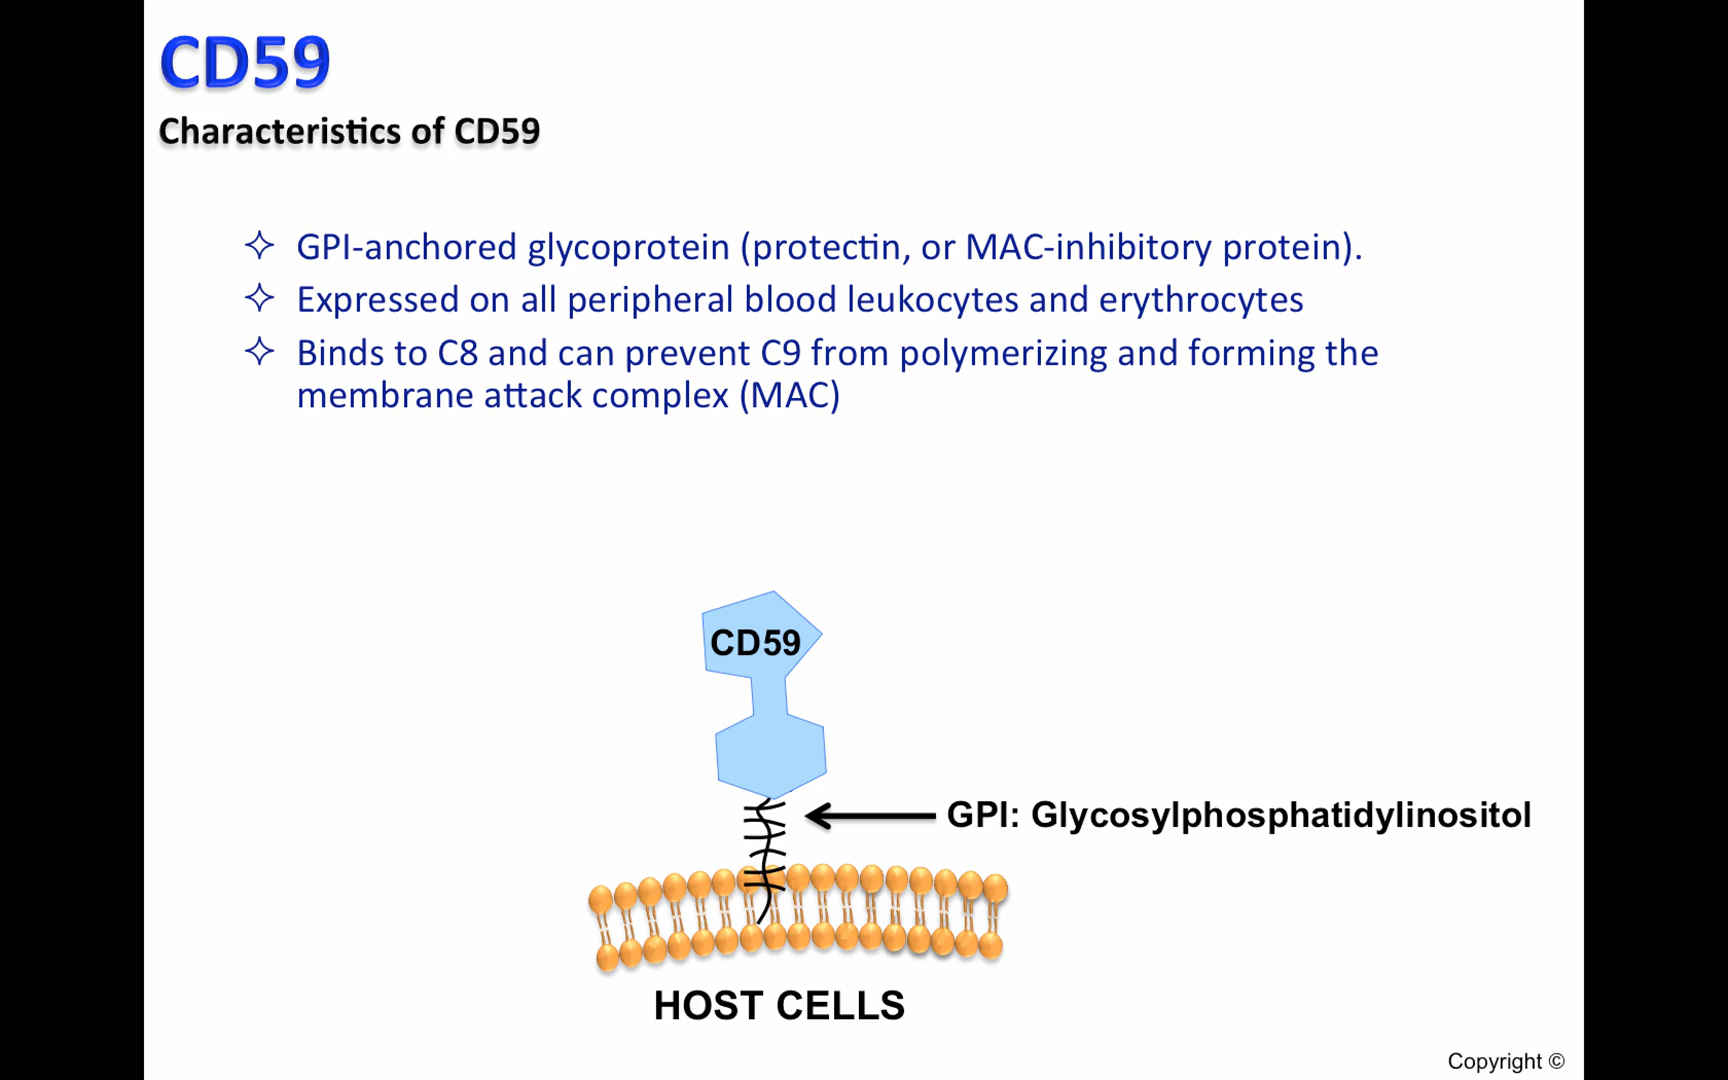 CD59
Characteristics of CD59
GPI-anchored glycoprotein (protectin, or MAC-inhibitory protein).
Expressed on all peripheral blood leukocytes and erythrocytes
Binds to C8 and can prevent C9 from polymerizing and forming the
membrane attack complex (MAC)
CD59
GPI: Glycosylphosphatidylinositol
HOST CELLS
Copyright ©